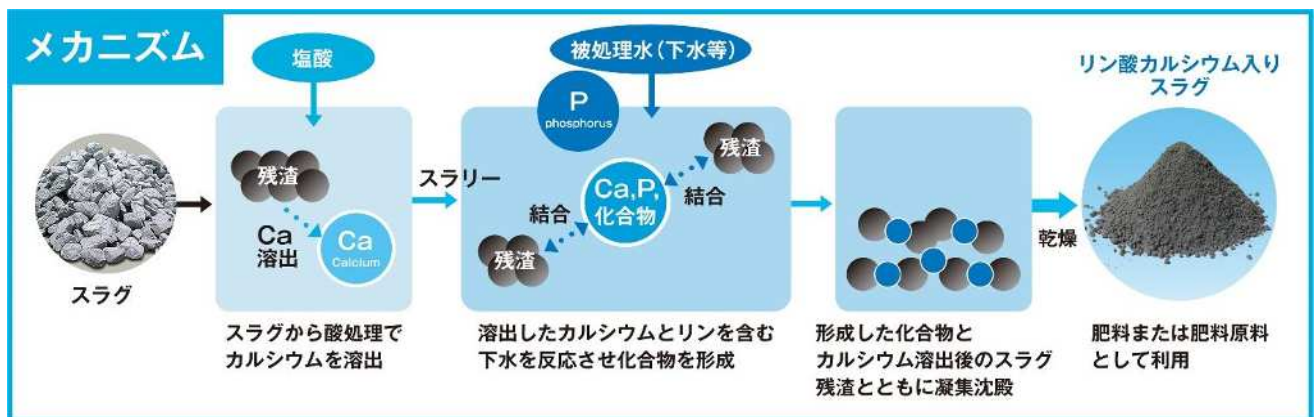 メカニズム
塩酸
被処理水(下水等)
リン酸カルシウム入り
スラグ
P
phosphorus
残渣
残渣
スラリー
Ca,P,
化合物
結合
結合
Ca
溶出
Ca
Calcium
残渣
乾燥
スラグ
スラグから酸処理で
カルシウムを溶出
溶出したカルシウムとリンを含む
下水を反応させ化合物を形成
形成した化合物と
カルシウム溶出後のスラグ
残渣とともに凝集沈殿
肥料または肥料原料
として利用